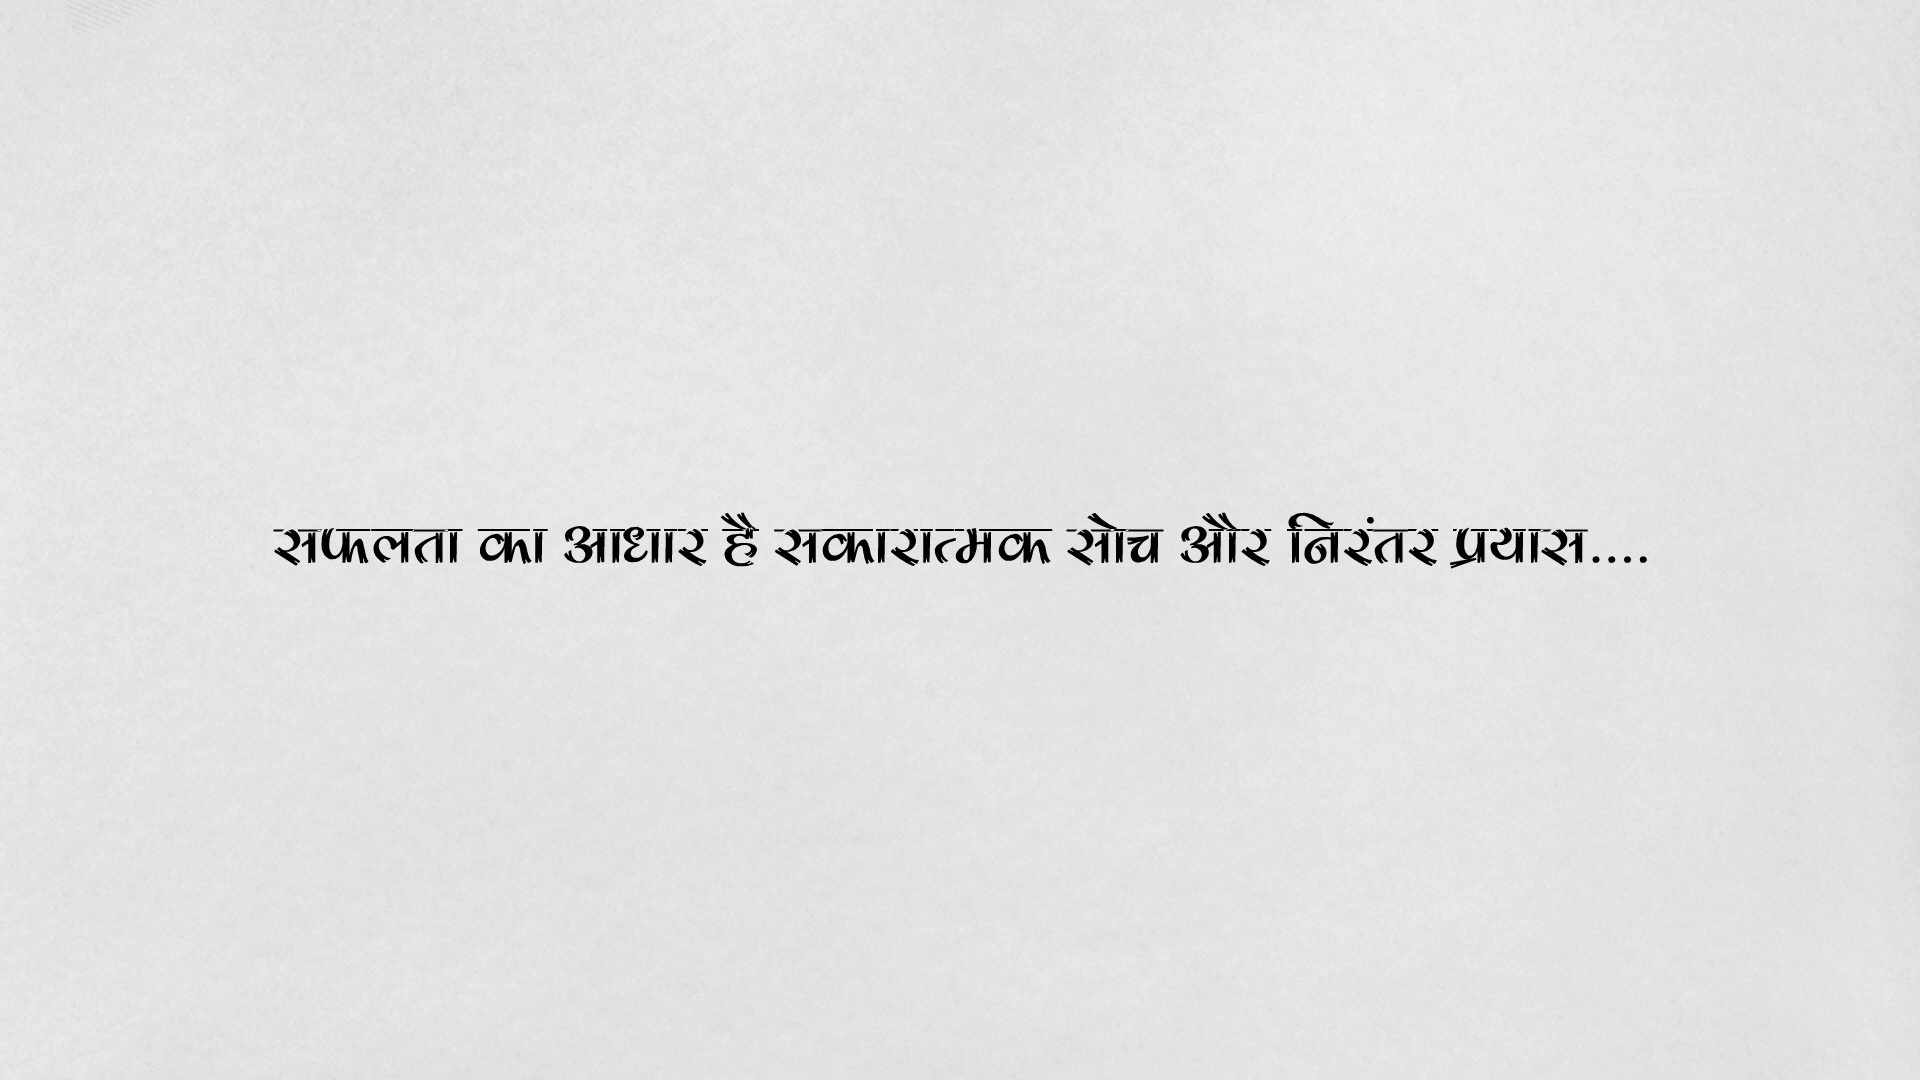 सफलता का आधार है सकारात्मक सोच और निरंतर प्रयास....